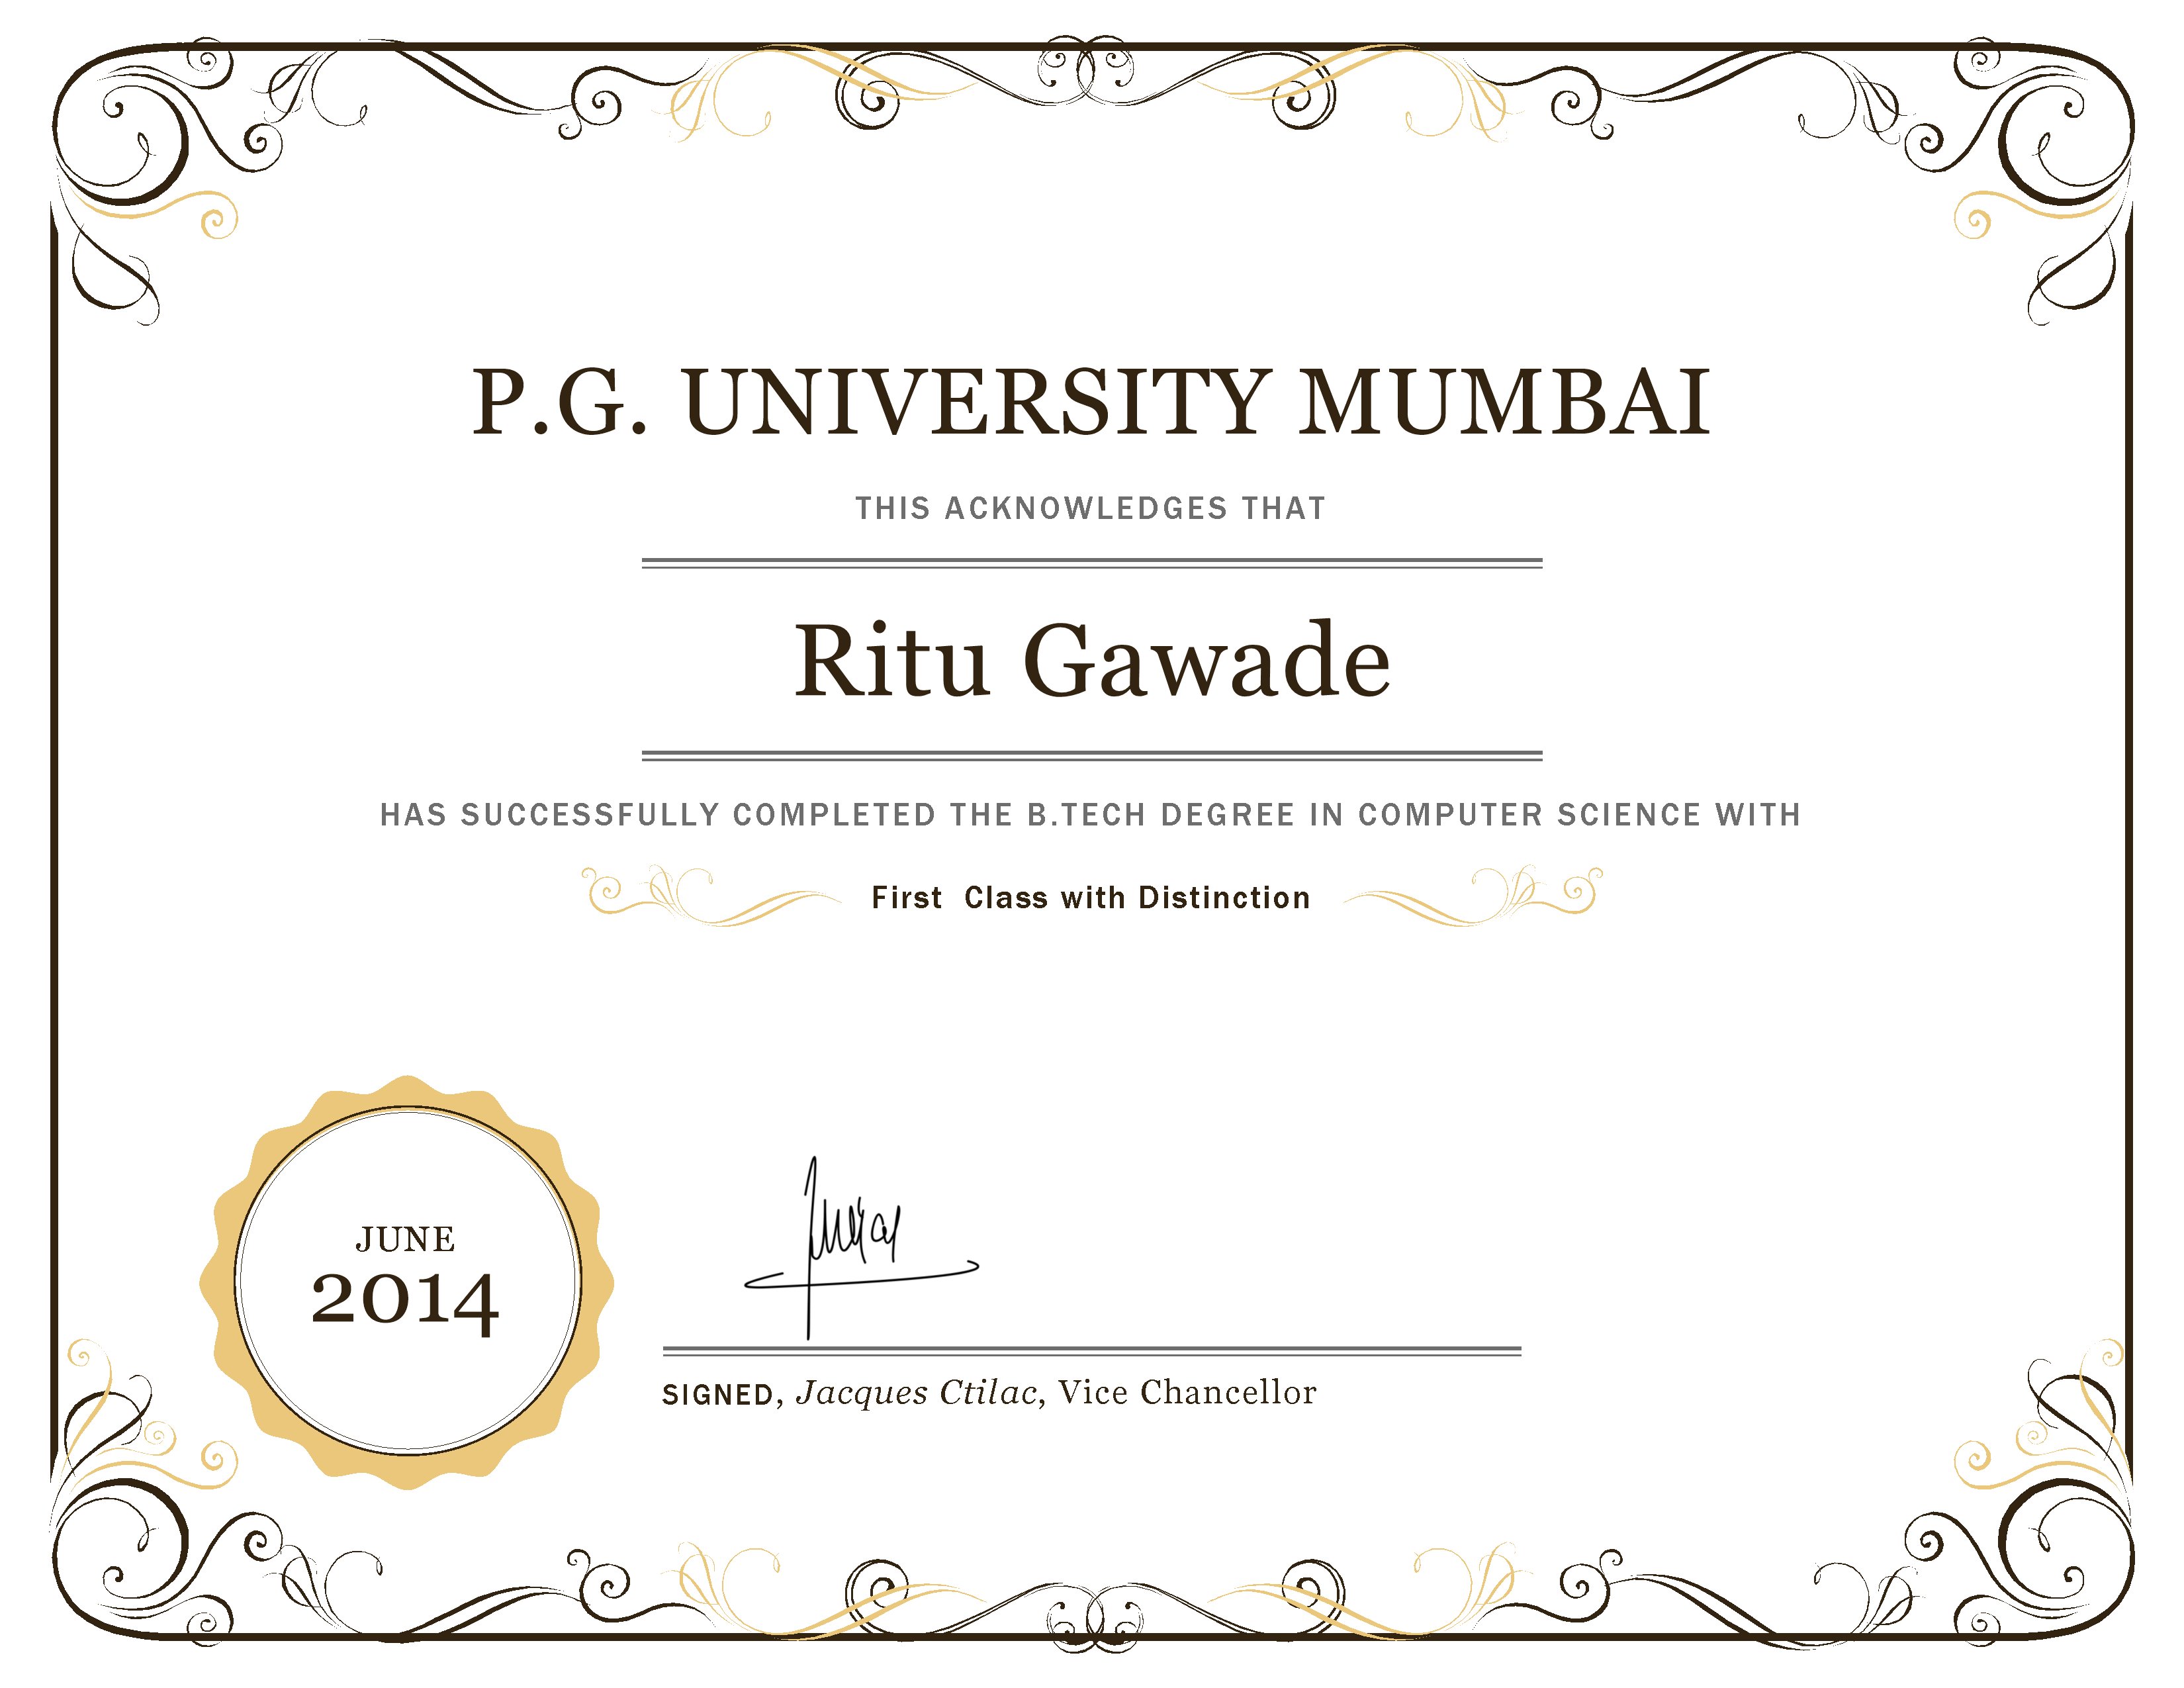 P.G. UNIVERSITY MUMBAI
THIS ACKNOWLEDGES THAT
Ritu Gawade
HAS SUCCESSFULLY COMPLETED THE B.TECH DEGREE IN COMPUTER SCIENCE WITH
First  Class with Distinction
JUNE
2014
SIGNED, Jacques Ctilac, Vice Chancellor